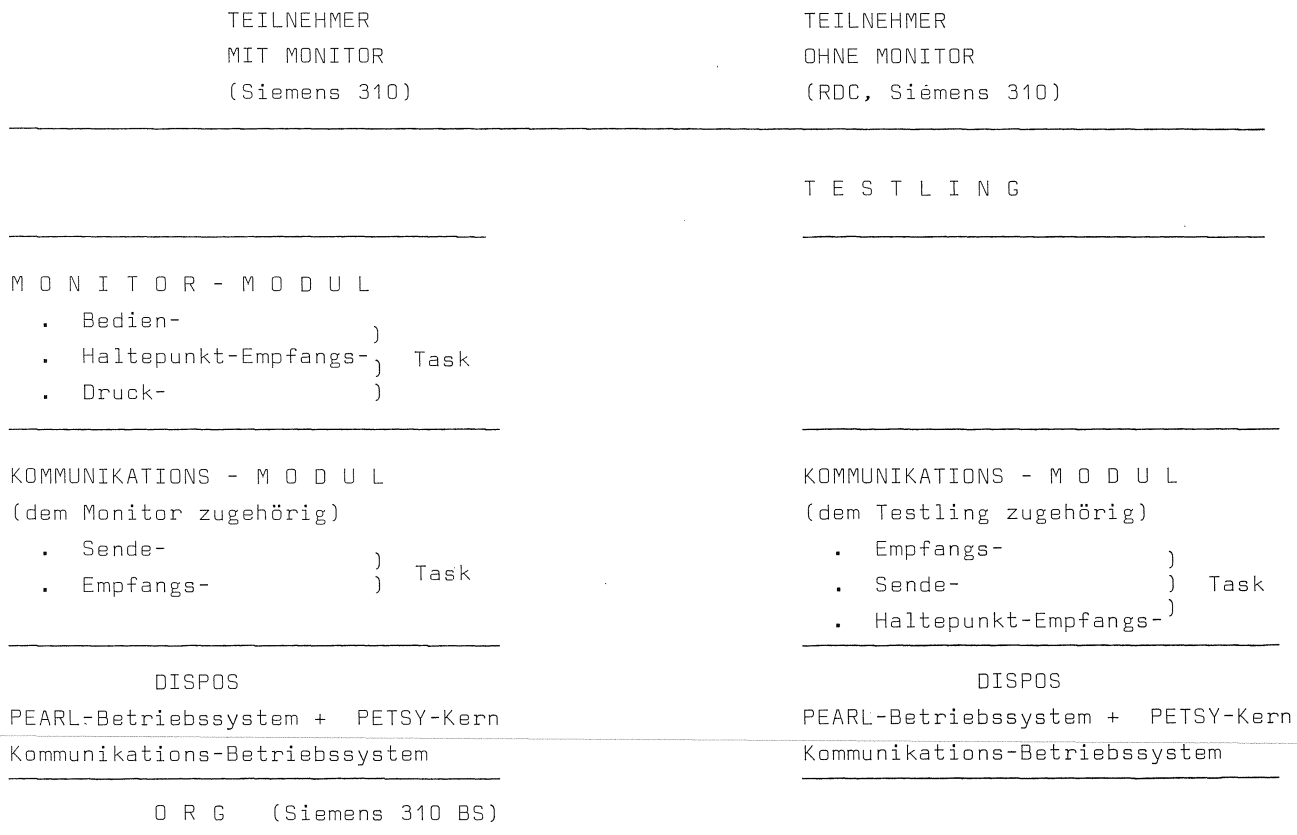 TEILNEHMER
MIT MONITOR
(Siemens 310)
TEILNEHMER
OHNE MONITOR
(RDC, Siémens 310)
T E S T L I N G
M O N I T O R - M O D U L
. Bedien- )
. Haltepunkt-Empfangs- ) Task
. Druck- )
KOMMUNIKATIONS - M O D U L
(dem Monitor zugehörig)
. Sende- )
. Empfangs- ) Task
KOMMUNIKATIONS - M O D U L
(dem Testling zugehörig)
. Empfangs- )
. Sende- ) Task
. Haltepunkt-Empfangs- )
DISPOS
PEARL-Betriebssystem + PETSY-Kern
Kommunikations-Betriebssystem
DISPOS
PEARL-Betriebssystem + PETSY-Kern
Kommunikations-Betriebssystem
O R G (Siemens 310 BS)